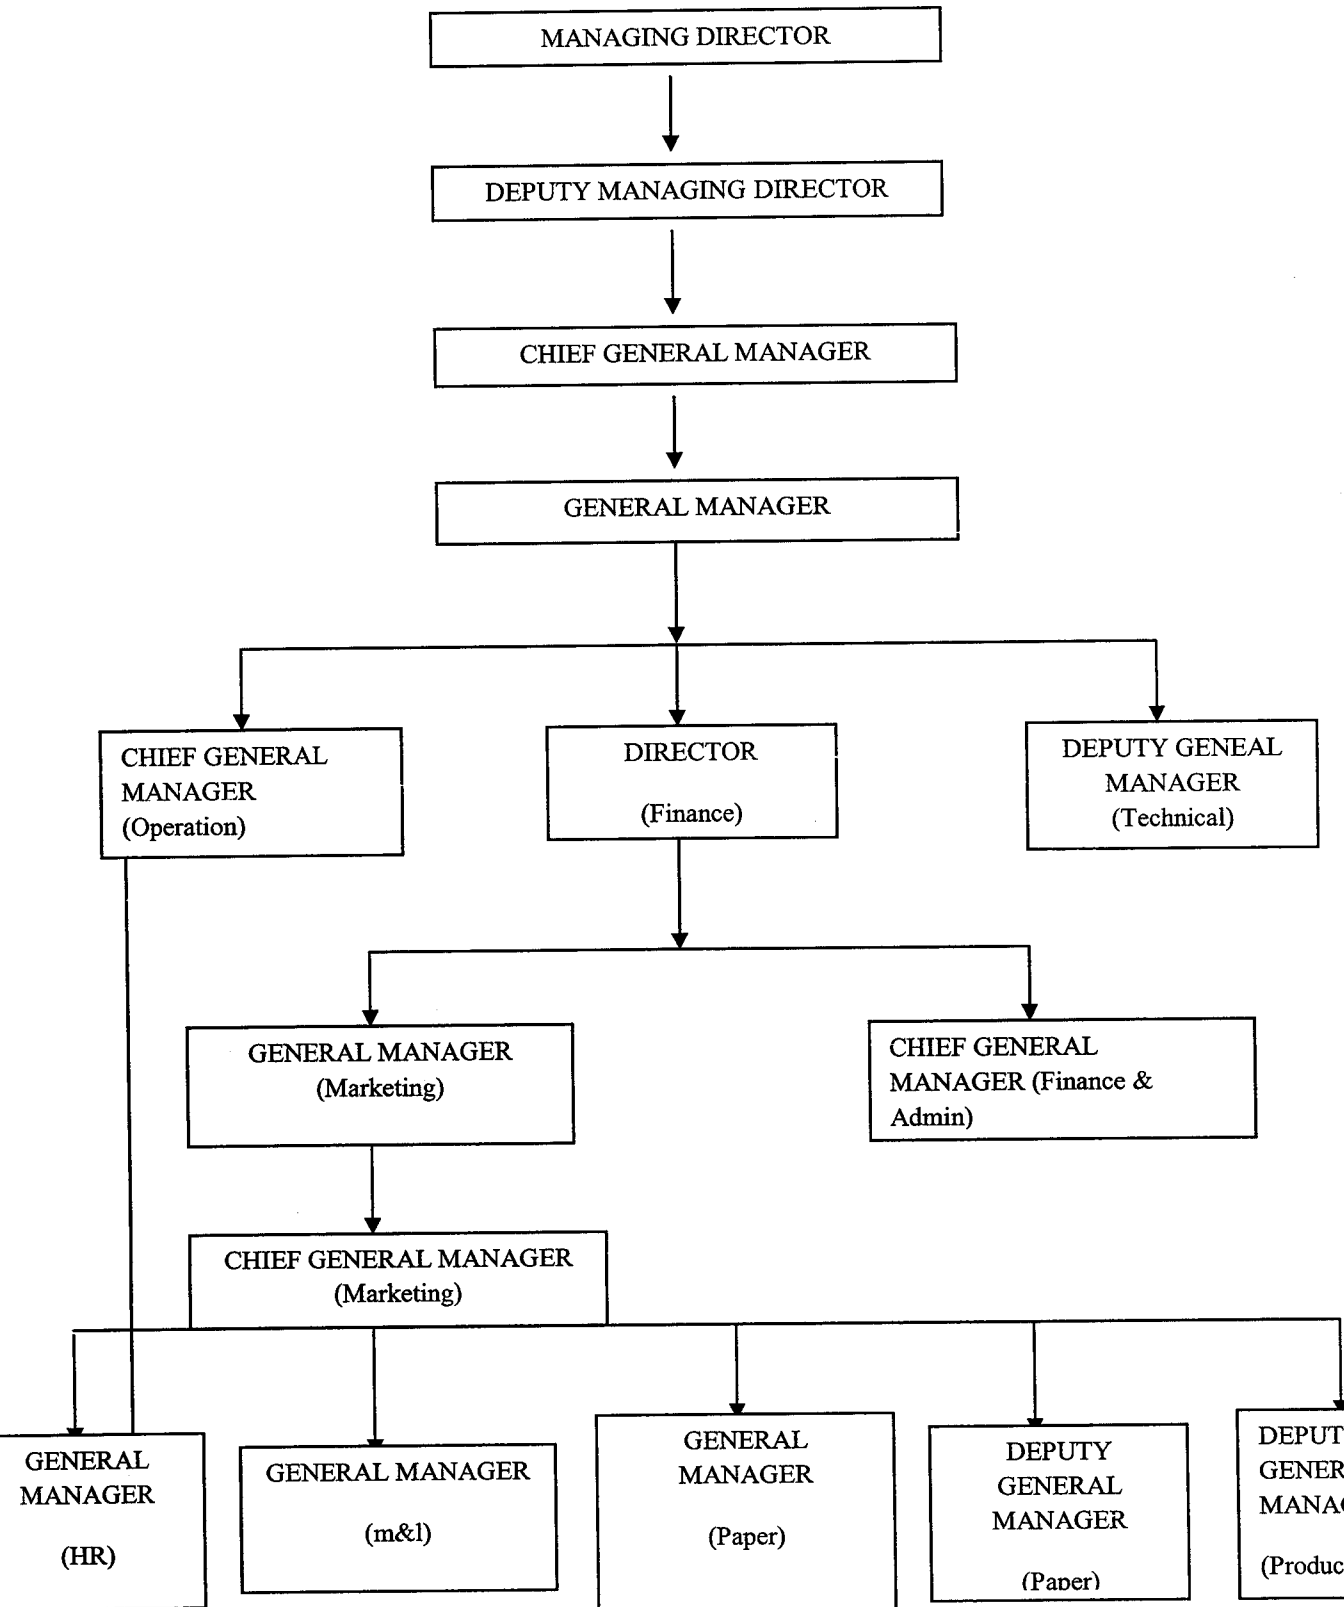 MANAGING DIRECTOR
DEPUTY MANAGING DIRECTOR
CHIEF GENERAL MANAGER
GENERAL MANAGER
CHIEF GENERAL
MANAGER
(Operation)
DIRECTOR
(Finance)
DEPUTY GENEAL
MANAGER
(Technical)
GENERAL MANAGER
(Marketing)
CHIEF GENERAL
MANAGER (Finance &
Admin)
CHIEF GENERAL MANAGER
(Marketing)
GENERAL
MANAGER
(HR)
GENERAL MANAGER
(m&l)
GENERAL
MANAGER
(Paper)
DEPUTY
GENERAL
MANAGER
(Paper)